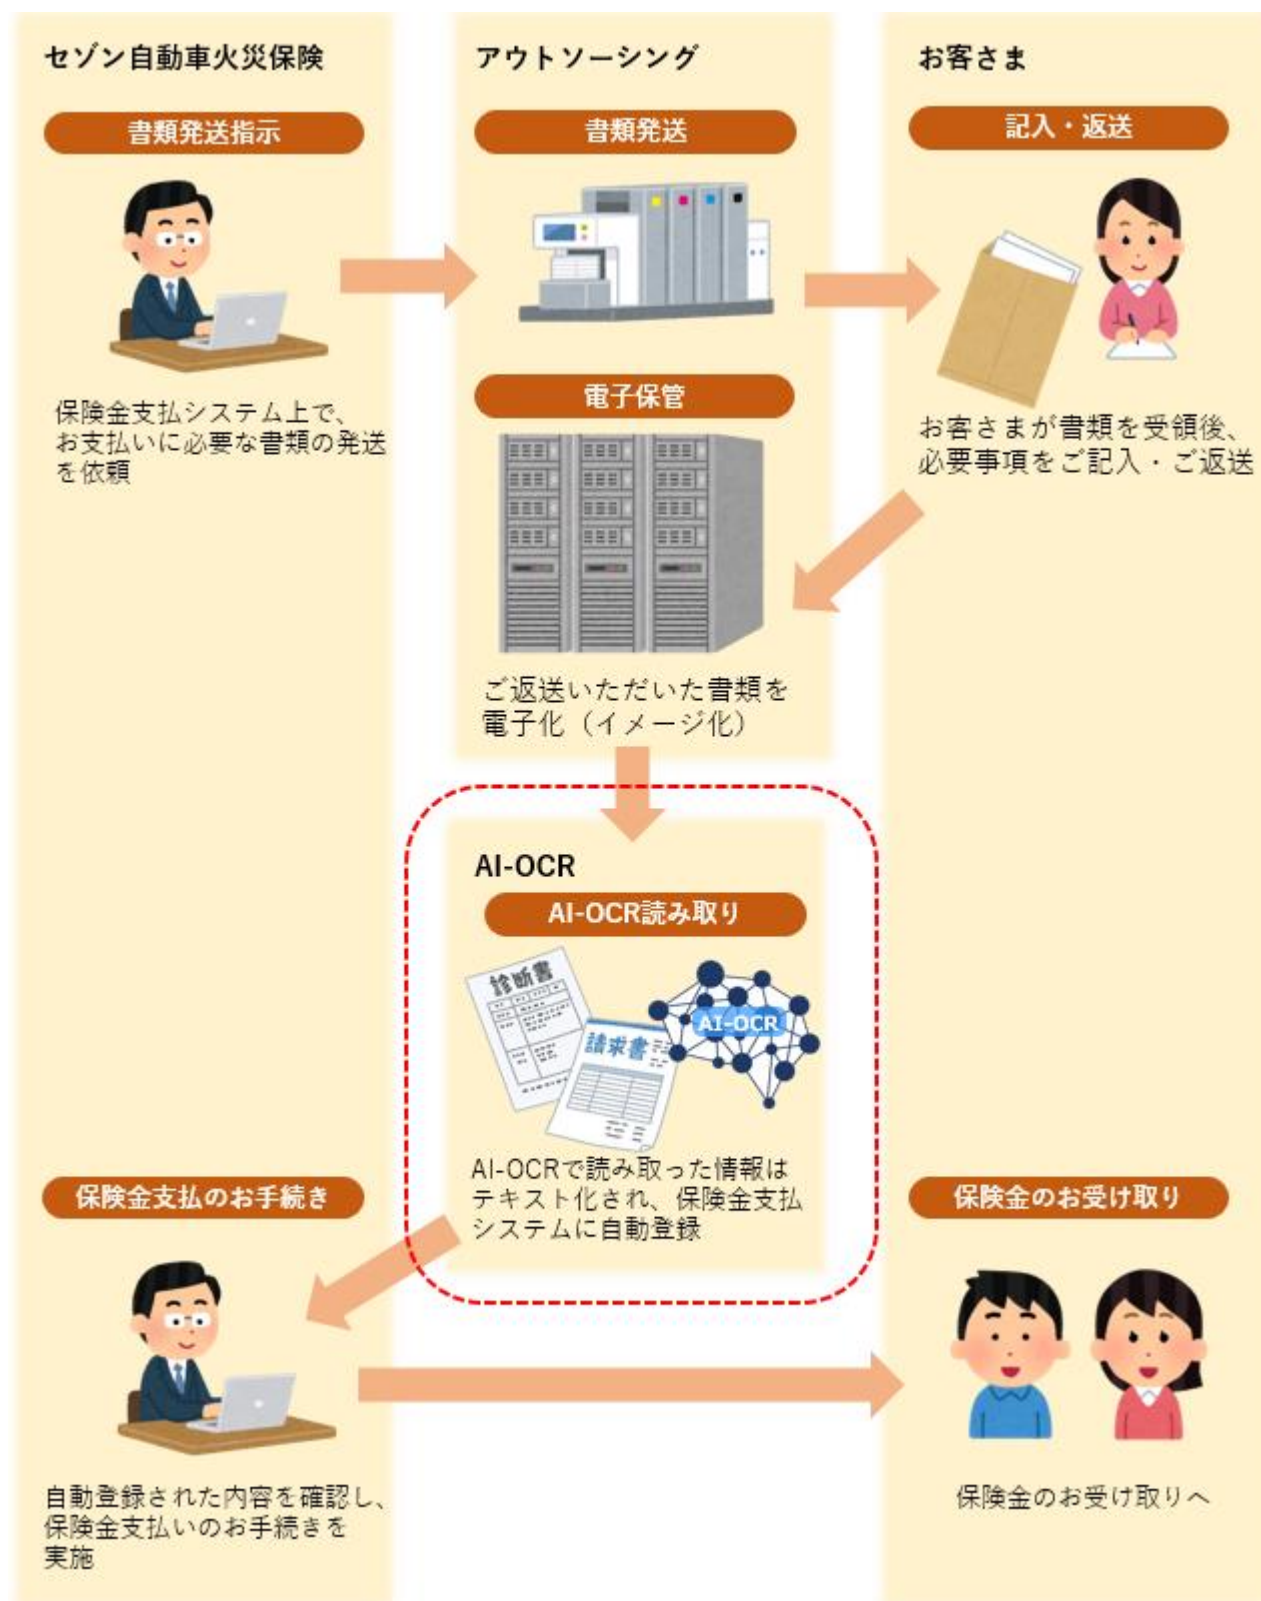 セゾン自動車火災保険
アウトソーシング
お客さま
書類発送指示
書類発送
記入・返送
保険金支払システム上で、
お支払いに必要な書類の発送
を依頼
電子保管
お客さまが書類を受領後、
必要事項をご記入・ご返送
ご返送いただいた書類を
電子化（イメージ化）
AI-OCR
AI-OCR読み取り
診断書
請求書
AI-OCR
AI-OCRで読み取った情報は
テキスト化され、保険金支払
システムに自動登録
保険金支払のお手続き
保険金のお受け取り
自動登録された内容を確認し、
保険金支払いのお手続きを
実施
保険金のお受け取りへ